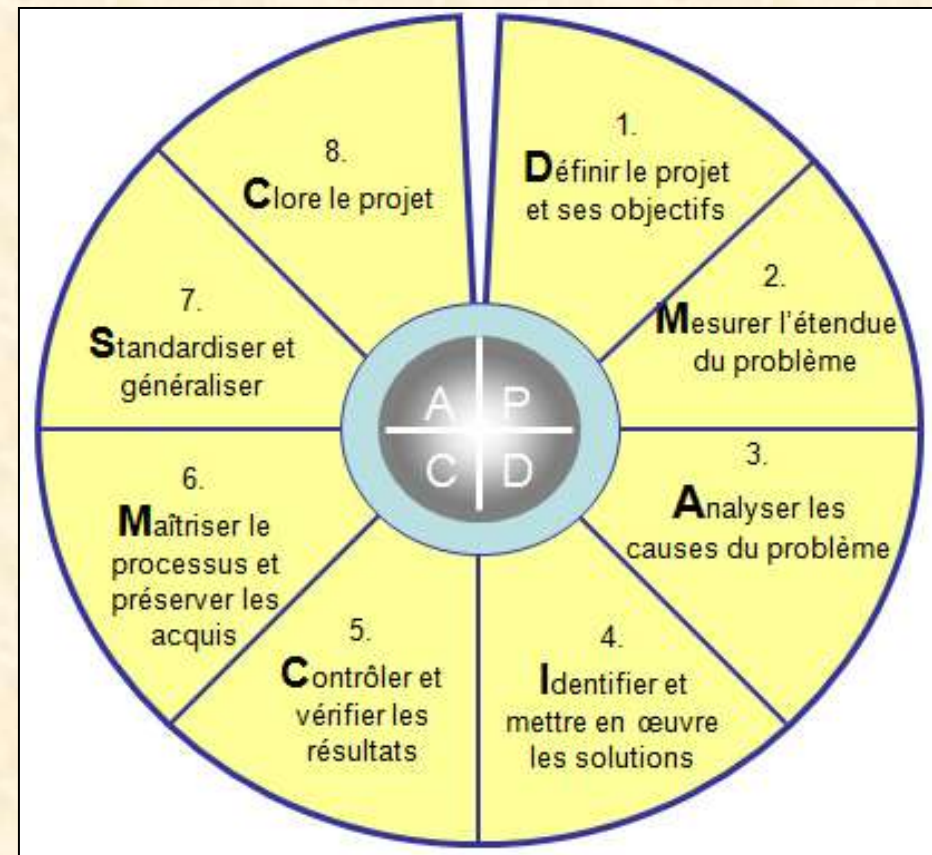 1.
Définir le projet
et ses objectifs
2.
Mesurer l'étendue
du problème
3.
Analyser les
causes du problème
4.
Identifier et
mettre en œuvre
les solutions
5.
Contrôler et
vérifier les
résultats
6.
Maîtriser le
processus et
préserver les
acquis
7.
Standardiser et
généraliser
8.
Clore le projet
A P
C D